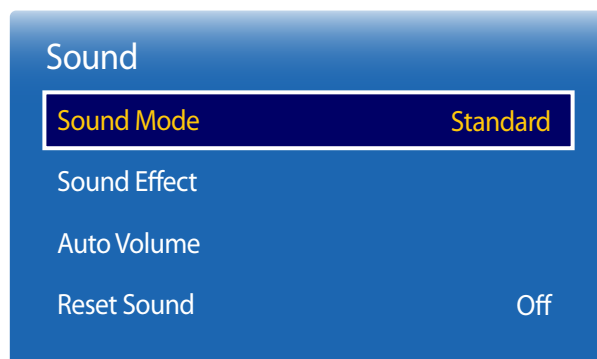 Sound
Sound Mode Standard
Sound Effect
Auto Volume
Reset Sound Off